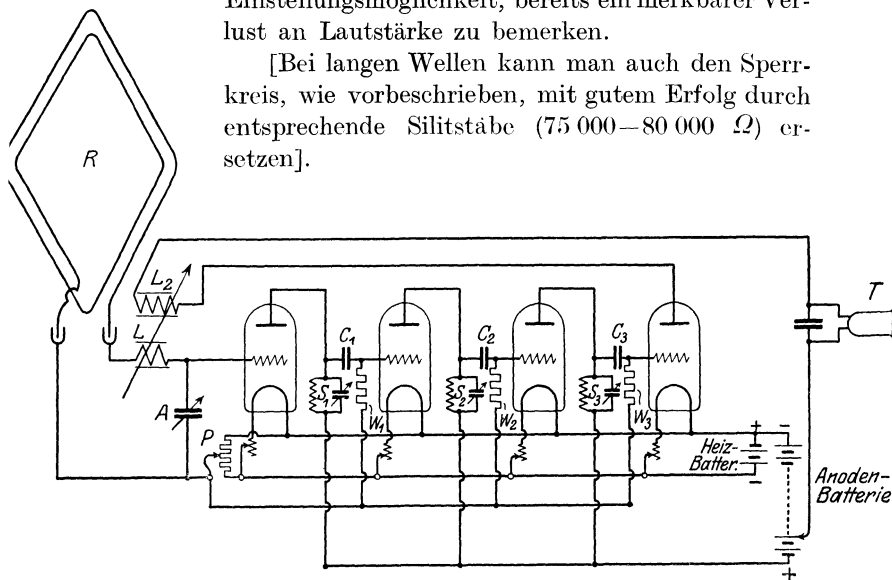 Einstellungsmöglichkeit, bereits ein merkbarer Ver-
lust an Lautstärke zu bemerken.
[Bei langen Wellen kann man auch den Sperr-
kreis, wie vorbeschrieben, mit gutem Erfolg durch
entsprechende Silitstäbe (75 000—80 000 Ω) er-
setzen].
R
L2
L
T
C1
C2
C3
S1
S2
S3
A
P
W1
W2
W3
+ -
Heiz-
Batter.
-
Anoden-
Batterie
+